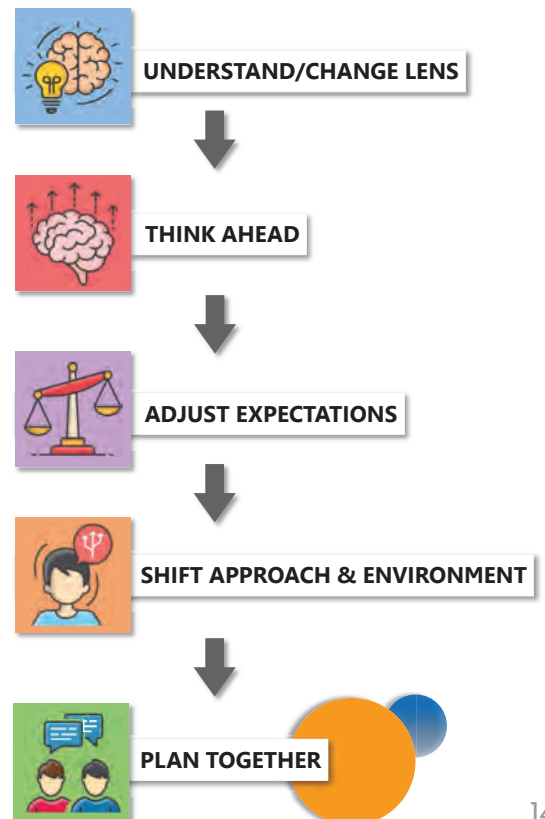 UNDERSTAND/CHANGE LENS
THINK AHEAD
ADJUST EXPECTATIONS
SHIFT APPROACH & ENVIRONMENT
PLAN TOGETHER